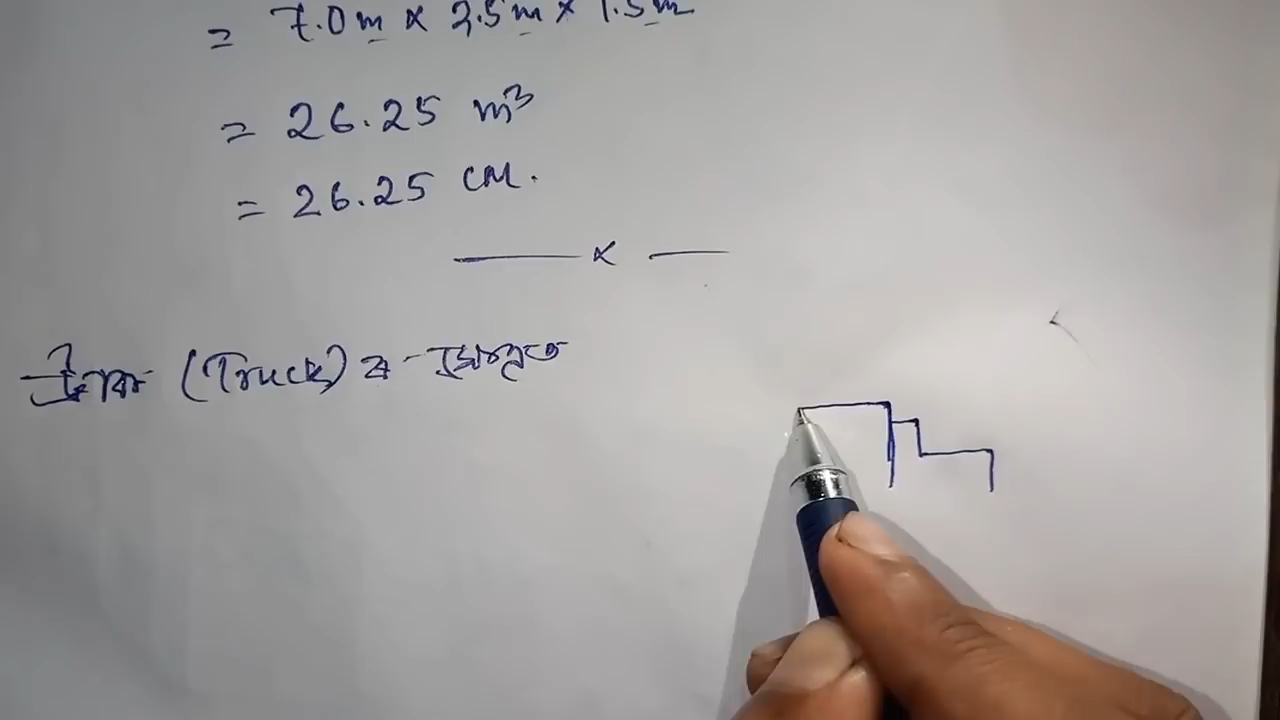 = 7.0m × 2.5m × 1.5m
= 26.25 m³
= 26.25 CM.
—— × ——
ট্রাক (Truck) র